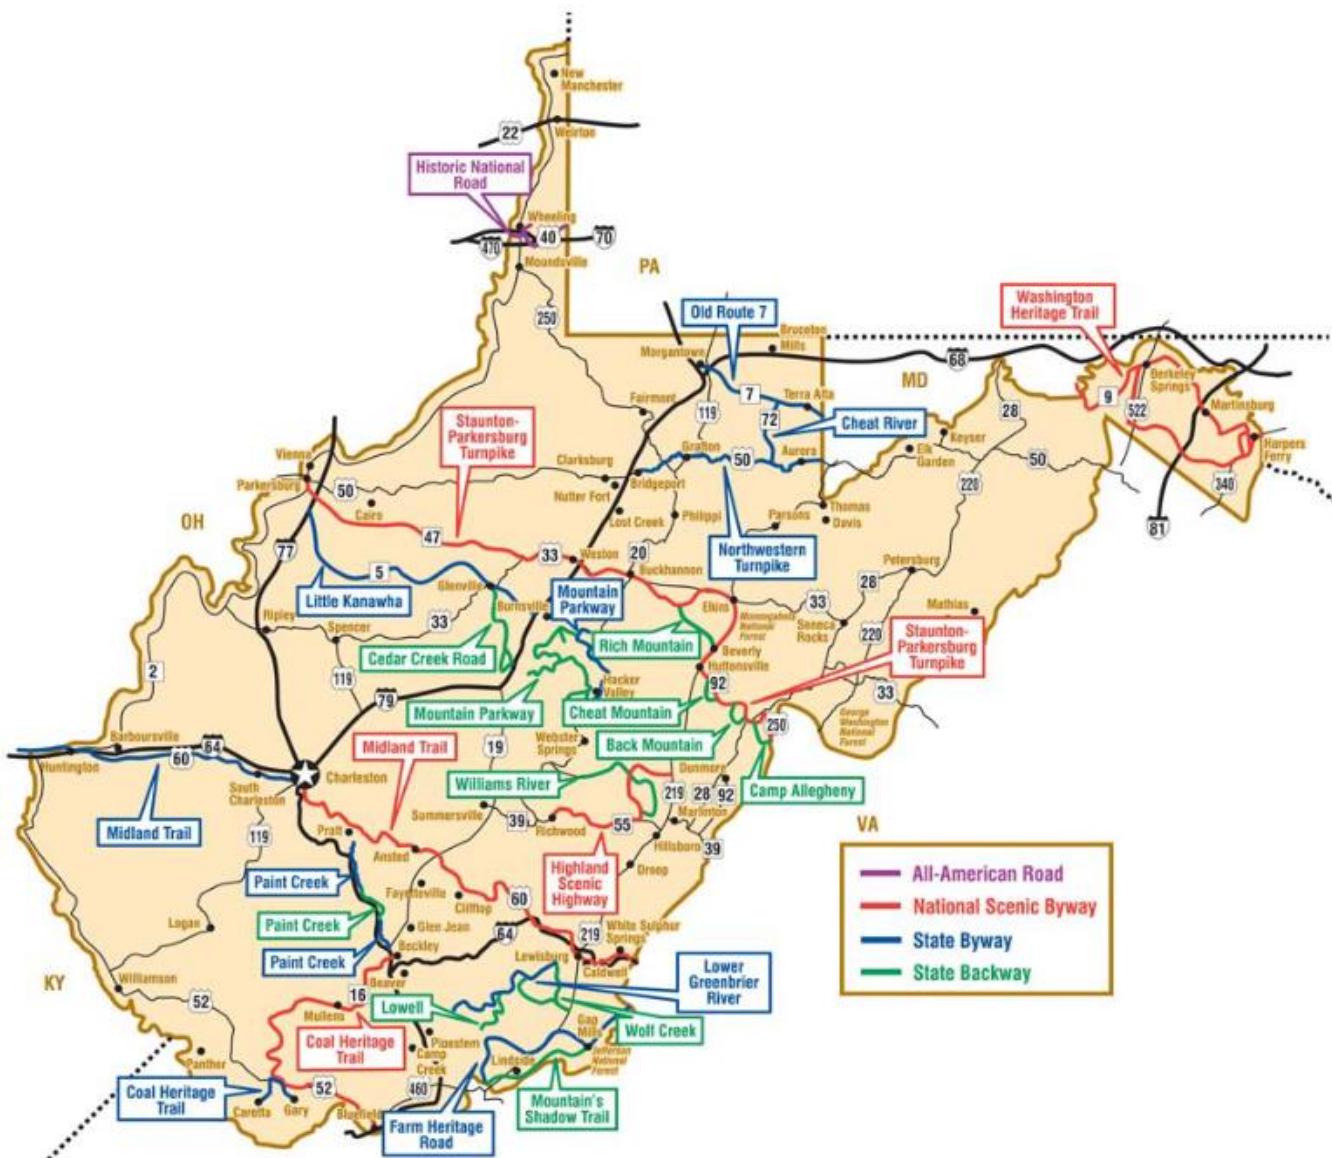 New
Manchester
22
Weirton
Historic National
Road
Wheeling
40
470
70
Moundsville
PA
250
Old Route 7
Bruceton
Mills
Washington
Heritage Trail
Morgantown
68
MD
Berkeley
Springs
7
Terra Alta
9
522
Martinsburg
Fairmont
119
72
Cheat River
28
Staunton-
Parkersburg
Turnpike
Keyser
Harpers
Ferry
Vienna
Clarksburg
Grafton
50
Aurora
Elk
Garden
50
Parkersburg
50
Bridgeport
220
340
Nutter Fort
Cairo
Lost Creek
Philippi
Parsons
Thomas
Davis
81
OH
47
77
33
Weston
20
Northwestern
Turnpike
Buckhannon
Petersburg
5
Glenville
Mountain
Parkway
28
Little Kanawha
Burnsville
Elkins
33
Mathias
Ripley
Spencer
33
Monongahela
National
Forest
Seneca
Rocks
220
Staunton-
Parkersburg
Turnpike
Rich Mountain
Cedar Creek Road
Beverly
Huttonsville
2
119
79
Hacker
Valley
92
33
Mountain Parkway
Cheat Mountain
George
Washington
National
Forest
250
Barboursville
64
60
Midland Trail
19
Webster
Springs
Back Mountain
Huntington
South
Charleston
Charleston
Williams River
Dunmore
219
28
92
Camp Allegheny
Midland Trail
119
Summersville
39
Richwood
55
Marlinton
VA
Pratt
Ansted
Hillsboro
39
Highland
Scenic
Highway
Droop
All-American Road
National Scenic Byway
State Byway
State Backway
Paint Creek
Fayetteville
Clifftop
60
Paint Creek
Logan
Glen Jean
64
219
White Sulphur
Springs
Paint Creek
Beckley
Lewisburg
Caldwell
KY
Williamson
Beaver
Lower
Greenbrier
River
52
16
Mullens
Lowell
Wolf Creek
Coal Heritage
Trail
Pipestem
Gap
Mills
Panther
Camp
Creek
Lindside
Jefferson
National
Forest
Coal Heritage
Trail
52
460
Caretta
Gary
Bluefield
Farm Heritage
Road
Mountain's
Shadow Trail